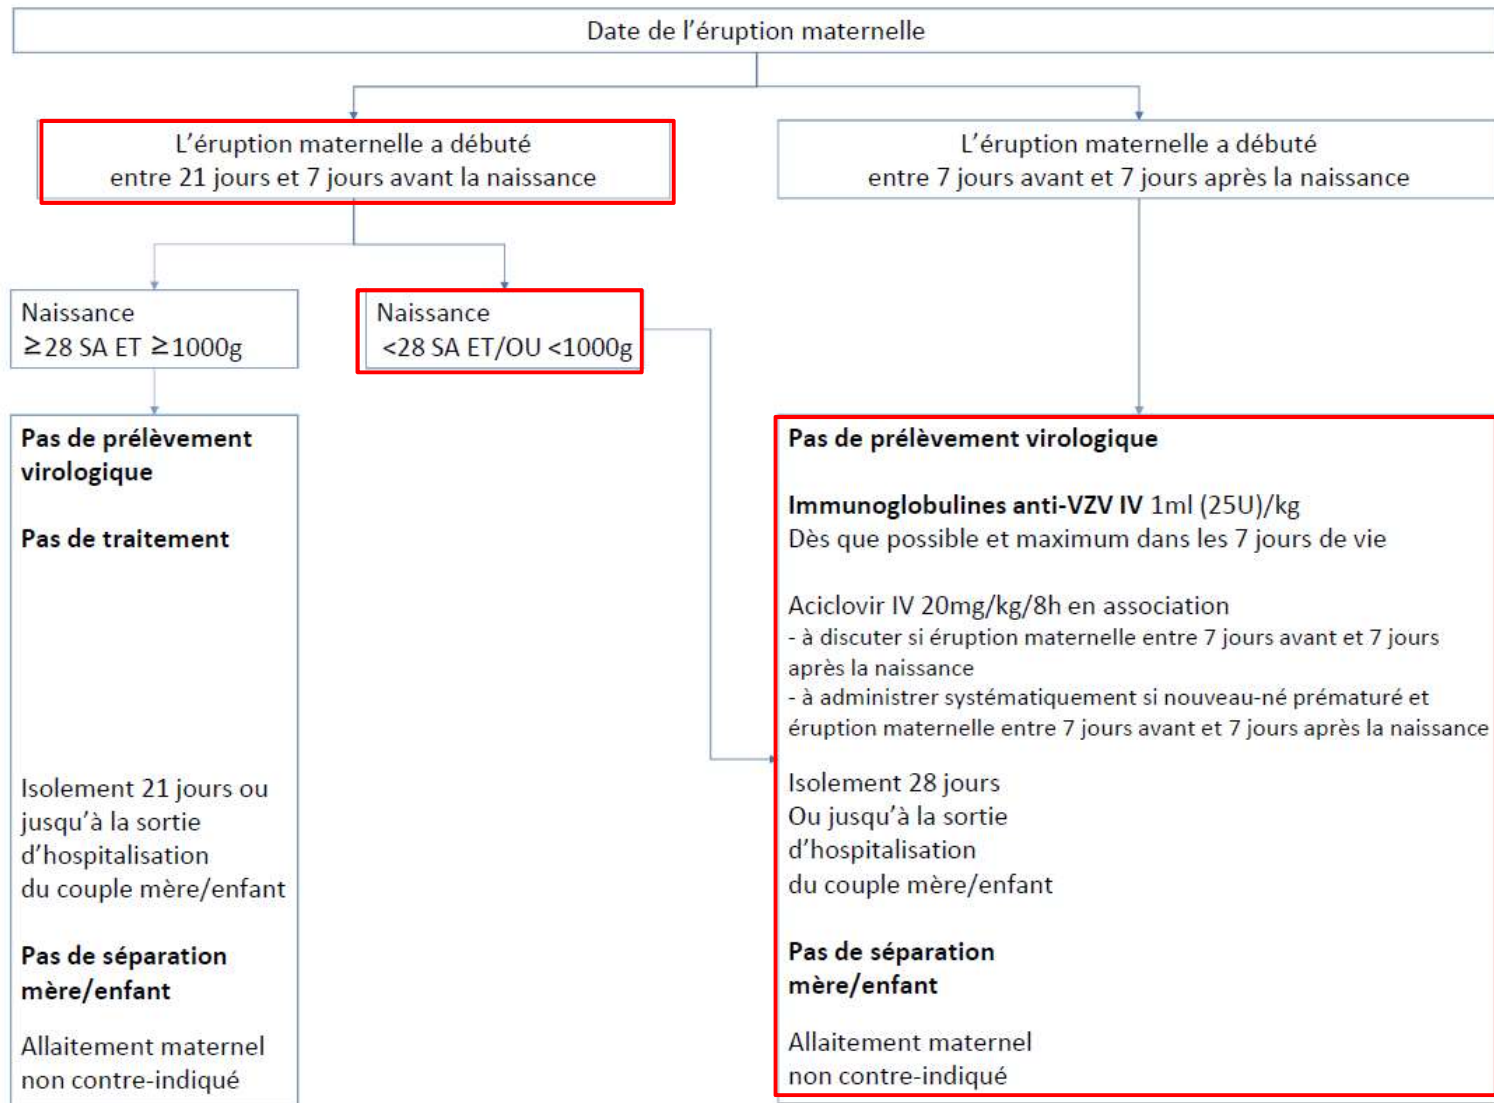 Date de l'éruption maternelle
L'éruption maternelle a débuté
entre 21 jours et 7 jours avant la naissance
L'éruption maternelle a débuté
entre 7 jours avant et 7 jours après la naissance
Naissance
≥28 SA ET ≥1000g
Naissance
<28 SA ET/OU <1000g
Pas de prélèvement
virologique
Pas de traitement
Isolement 21 jours ou
jusqu'à la sortie
d'hospitalisation
du couple mère/enfant
Pas de séparation
mère/enfant
Allaitement maternel
non contre-indiqué
Pas de prélèvement virologique
Immunoglobulines anti-VZV IV 1ml (25U)/kg
Dès que possible et maximum dans les 7 jours de vie
Aciclovir IV 20mg/kg/8h en association
- à discuter si éruption maternelle entre 7 jours avant et 7 jours
après la naissance
- à administrer systématiquement si nouveau-né prématuré et
éruption maternelle entre 7 jours avant et 7 jours après la naissance
Isolement 28 jours
Ou jusqu'à la sortie
d'hospitalisation
du couple mère/enfant
Pas de séparation
mère/enfant
Allaitement maternel
non contre-indiqué